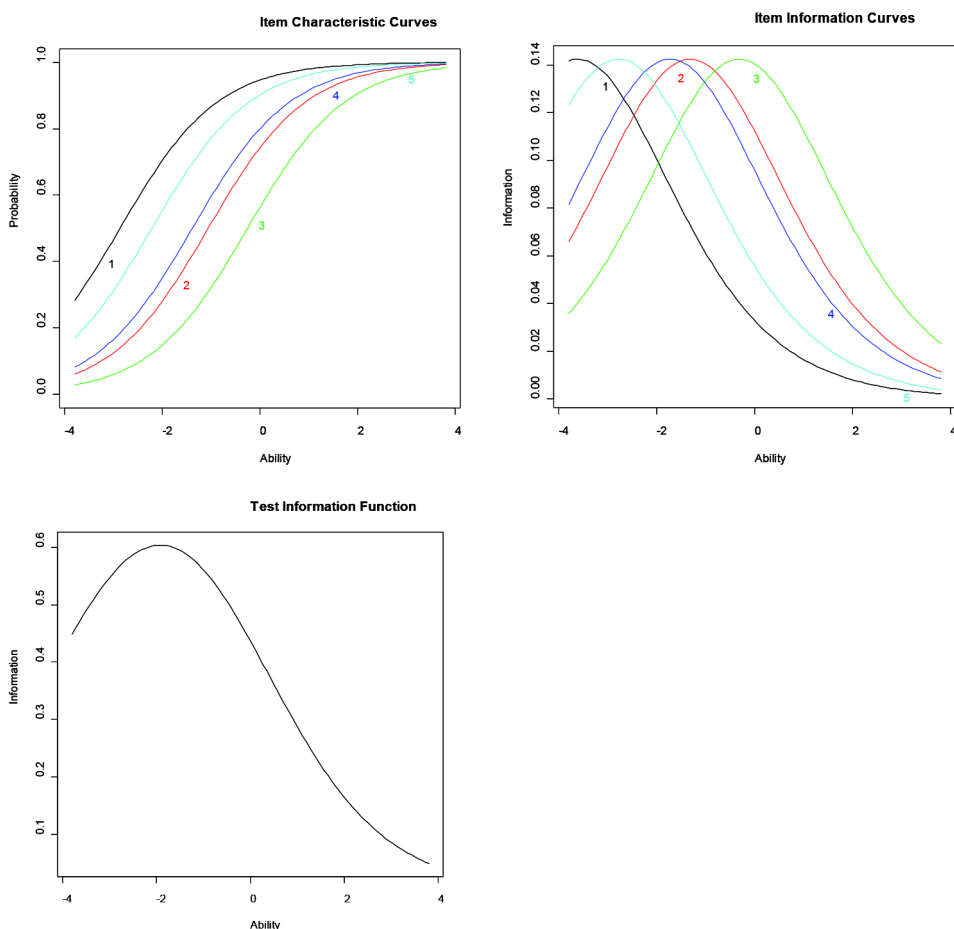 Item Characteristic Curves
Probability
0.0 0.2 0.4 0.6 0.8 1.0
1
2
3
4
5
-4 -2 0 2 4
Ability
Item Information Curves
Information
0.00 0.02 0.04 0.06 0.08 0.10 0.12 0.14
1
2
3
4
5
-4 -2 0 2 4
Ability
Test Information Function
Information
0.1 0.2 0.3 0.4 0.5 0.6
-4 -2 0 2 4
Ability